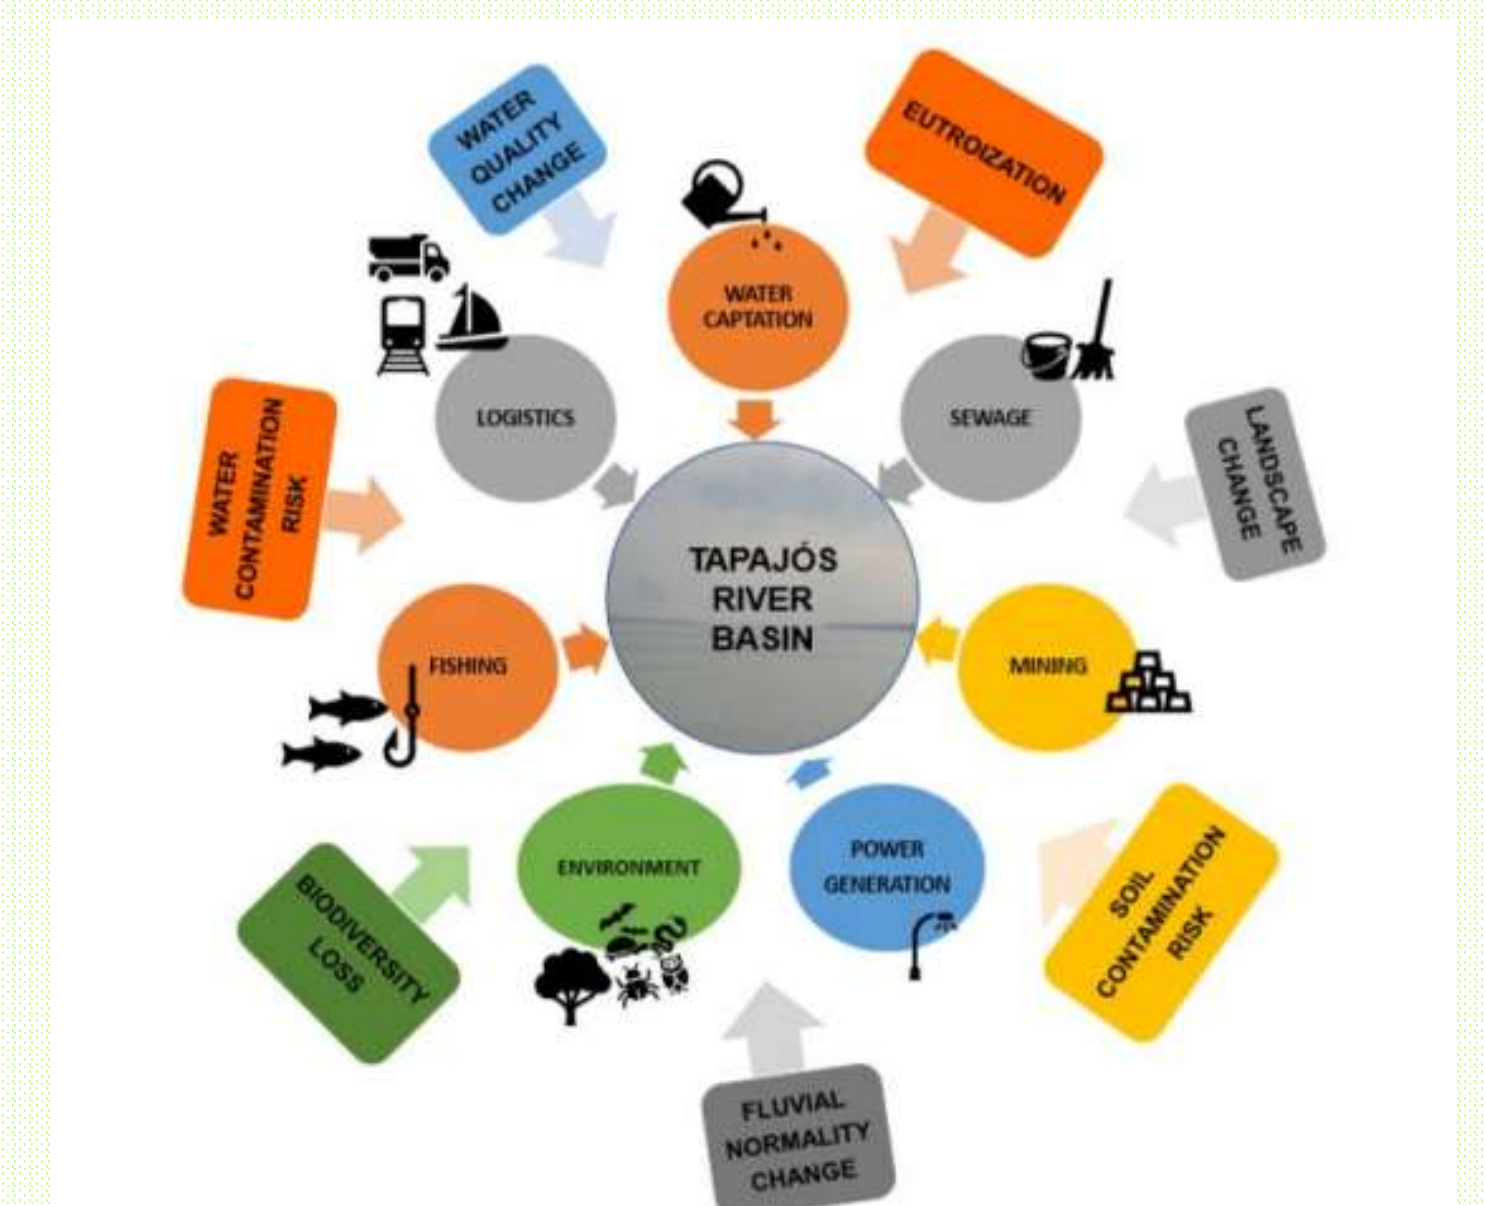 WATER
QUALITY
CHANGE
EUTROIZATION
WATER
CAPTATION
LOGISTICS
SEWAGE
WATER
CONTAMINATION
RISK
LANDSCAPE
CHANGE
TAPAJÓS
RIVER
BASIN
FISHING
MINING
ENVIRONMENT
POWER
GENERATION
BIODIVERSITY
LOSS
SOIL
CONTAMINATION
RISK
FLUVIAL
NORMALITY
CHANGE